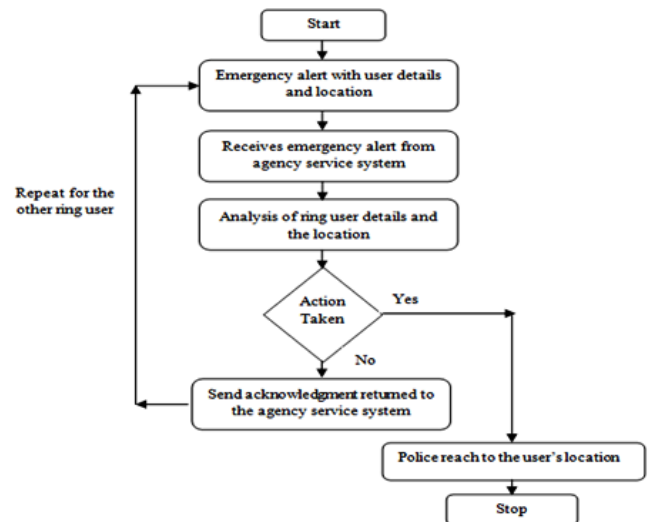 Start
Emergency alert with user details
and location
Receives emergency alert from
agency service system
Repeat for the
other ring user
Analysis of ring user details and
the location
Action
Taken
Yes
No
Send acknowledgment returned to
the agency service system
Police reach to the user's location
Stop